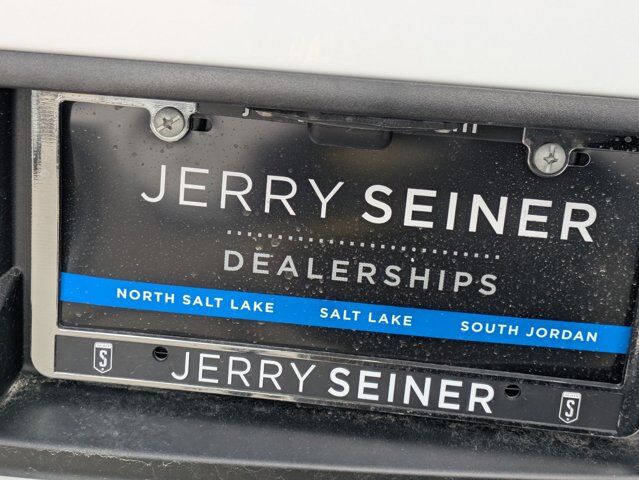 JERRY SEINER
DEALERSHIPS
NORTH SALT LAKE SALT LAKE SOUTH JORDAN
S JERRY SEINER S